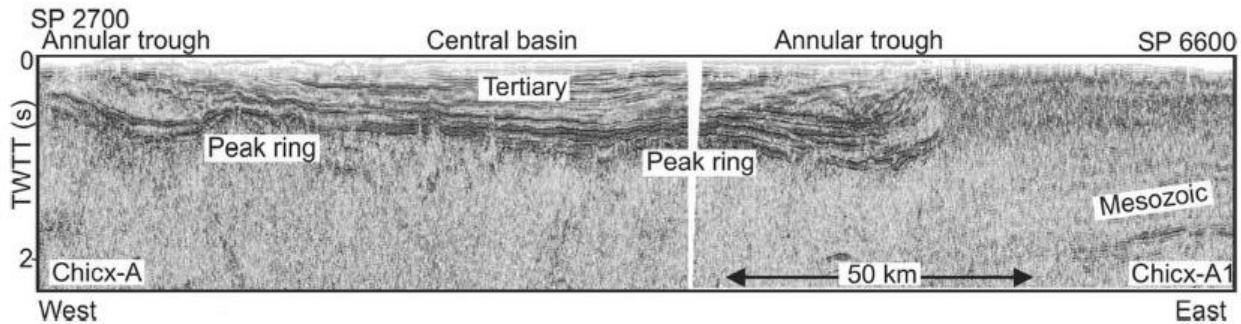 SP 2700
Annular trough Central basin Annular trough SP 6600
0
Tertiary
TWTT (s)
Peak ring Peak ring
Mesozoic
2
Chicx-A 50 km Chicx-A1
West East